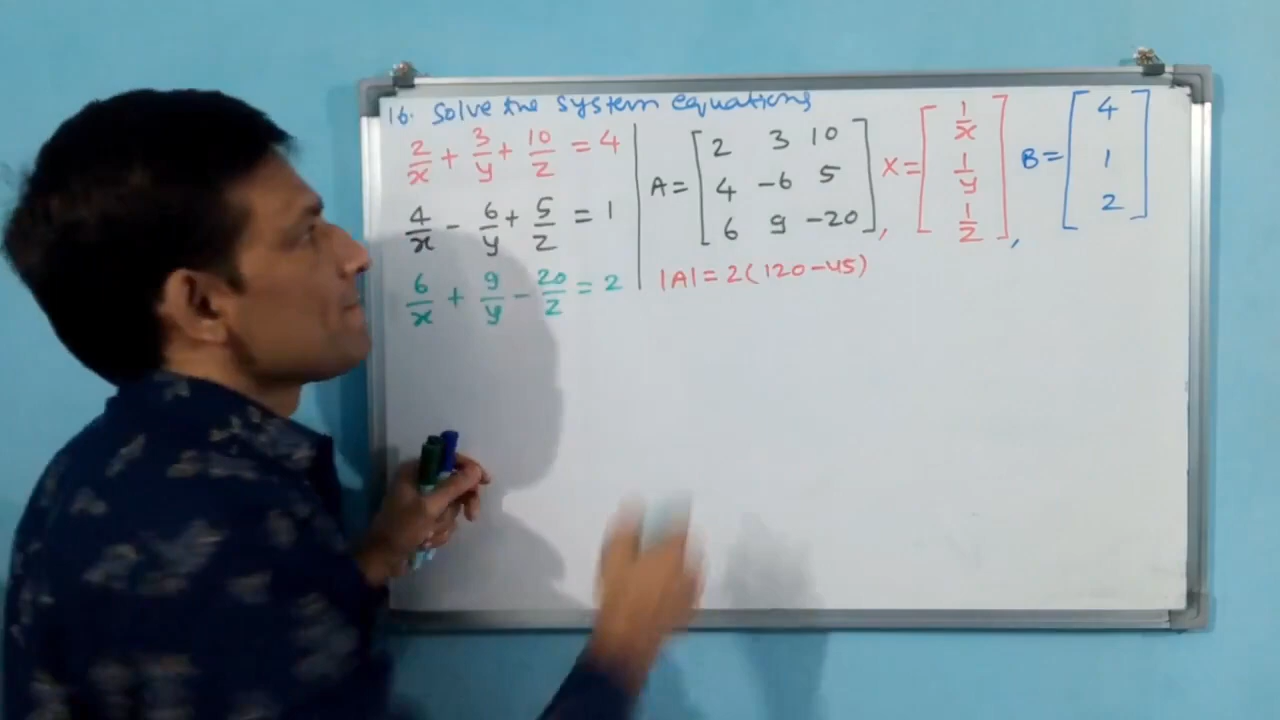 16. Solve the system equations
2/x + 3/y + 10/z = 4
4/x - 6/y + 5/z = 1
6/x + 9/y - 20/z = 2
A = [2 3 10
4 -6 5
6 9 -20],
X = [1/x
1/y
1/z],
B = [4
1
2]
|A| = 2(120-45)